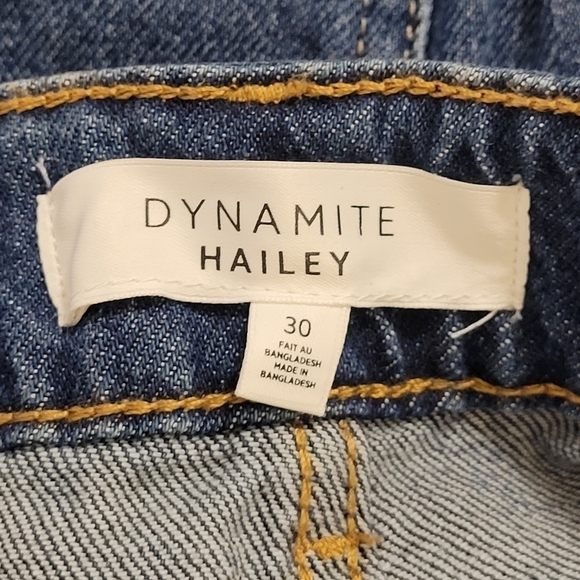 DYNAMITE
HAILEY
30
FAIT AU
BANGLADESH
MADE IN
BANGLADESH